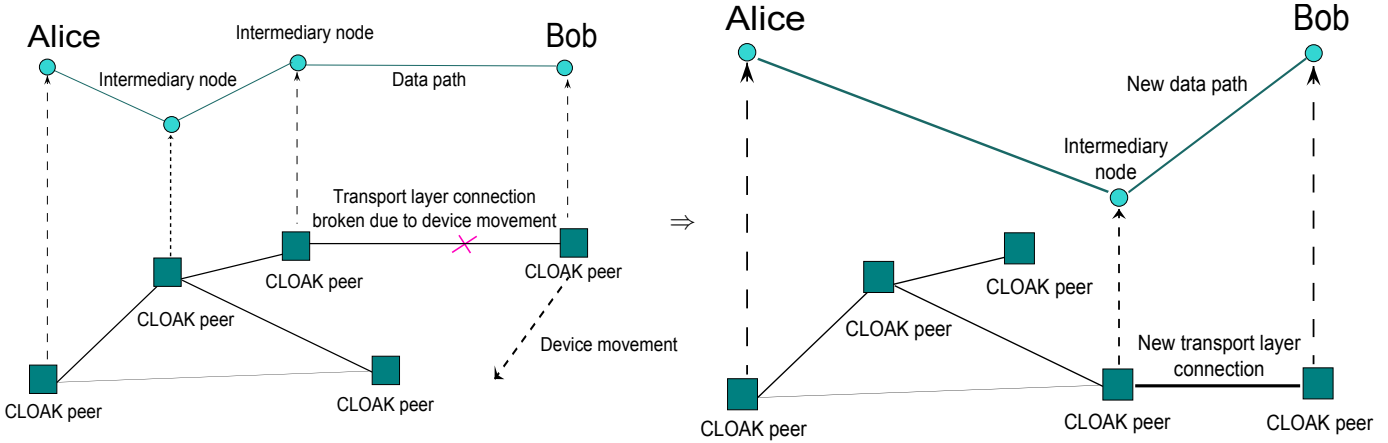 Alice
Intermediary node
Bob
Intermediary node
Data path
Transport layer connection
broken due to device movement
CLOAK peer
CLOAK peer
CLOAK peer
Device movement
CLOAK peer
CLOAK peer
⇒
Alice
Bob
New data path
Intermediary
node
CLOAK peer
CLOAK peer
New transport layer
connection
CLOAK peer
CLOAK peer
CLOAK peer